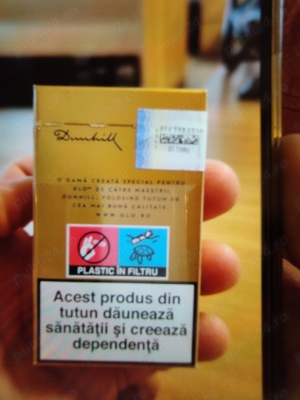 Dunhill
O GAMĂ CREATĂ SPECIAL PENTRU
GLO™ DE CĂTRE MAEȘTRII
DUNHILL, FOLOSIND TUTUN DE
CEA MAI BUNĂ CALITATE.
WWW.GLO.RO
PLASTIC ÎN FILTRU
Acest produs din
tutun dăunează
sănătății și creează
dependență